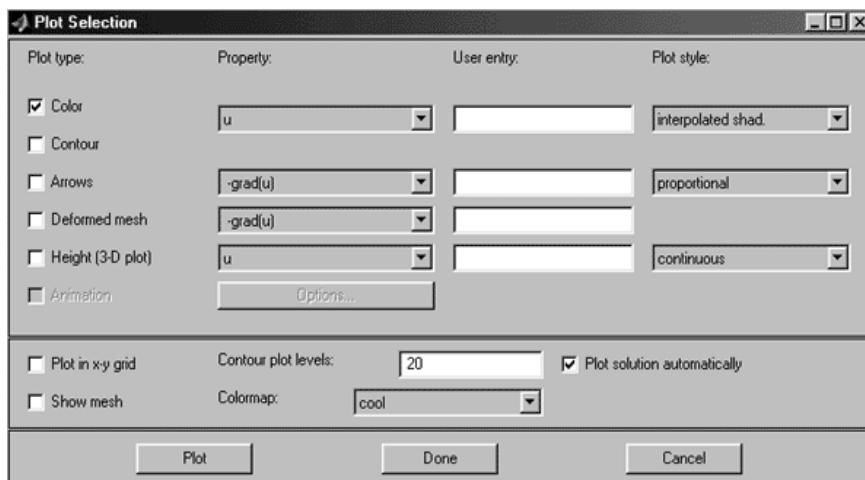 Plot Selection
Plot type: Property: User entry: Plot style:
Color u interpolated shad.
Contour
Arrows -grad(u) proportional
Deformed mesh -grad(u)
Height (3-D plot) u continuous
Animation Options...
Plot in x-y grid Contour plot levels: 20 Plot solution automatically
Show mesh Colormap: cool
Plot Done Cancel